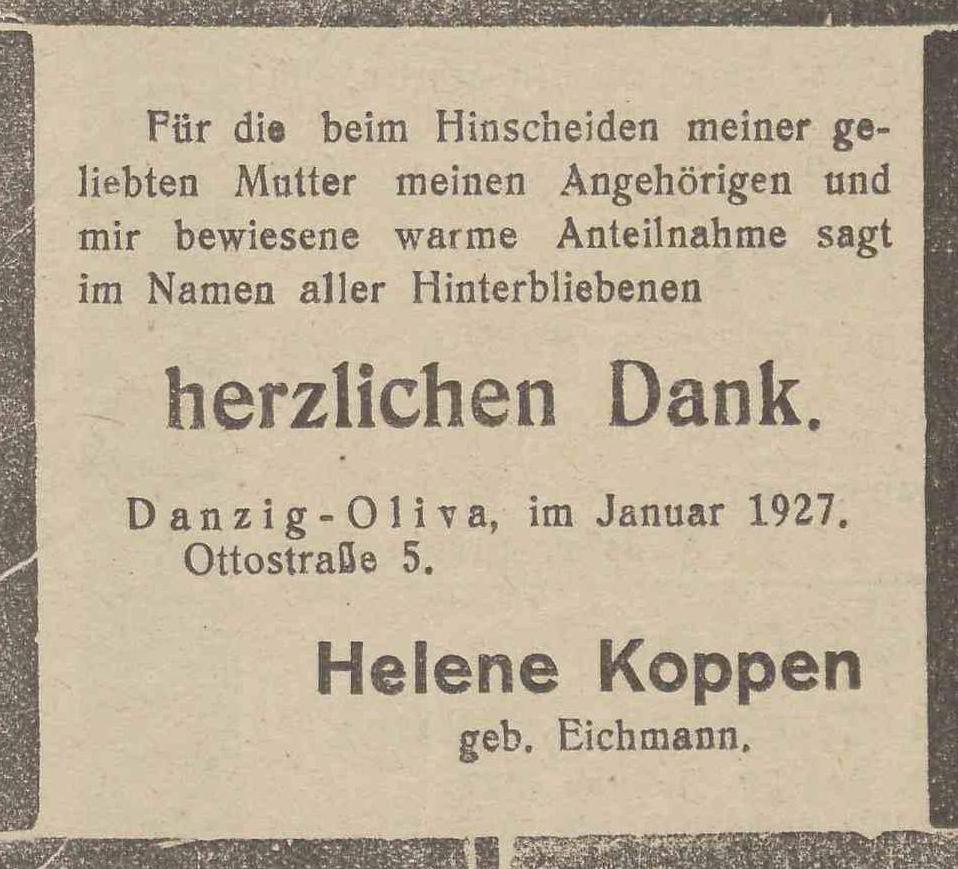 Für die beim Hinscheiden meiner ge-
liebten Mutter meinen Angehörigen und
mir bewiesene warme Anteilnahme sagt
im Namen aller Hinterbliebenen
herzlichen Dank.
Danzig-Oliva, im Januar 1927.
Ottostraße 5.
Helene Koppen
geb. Eichmann.